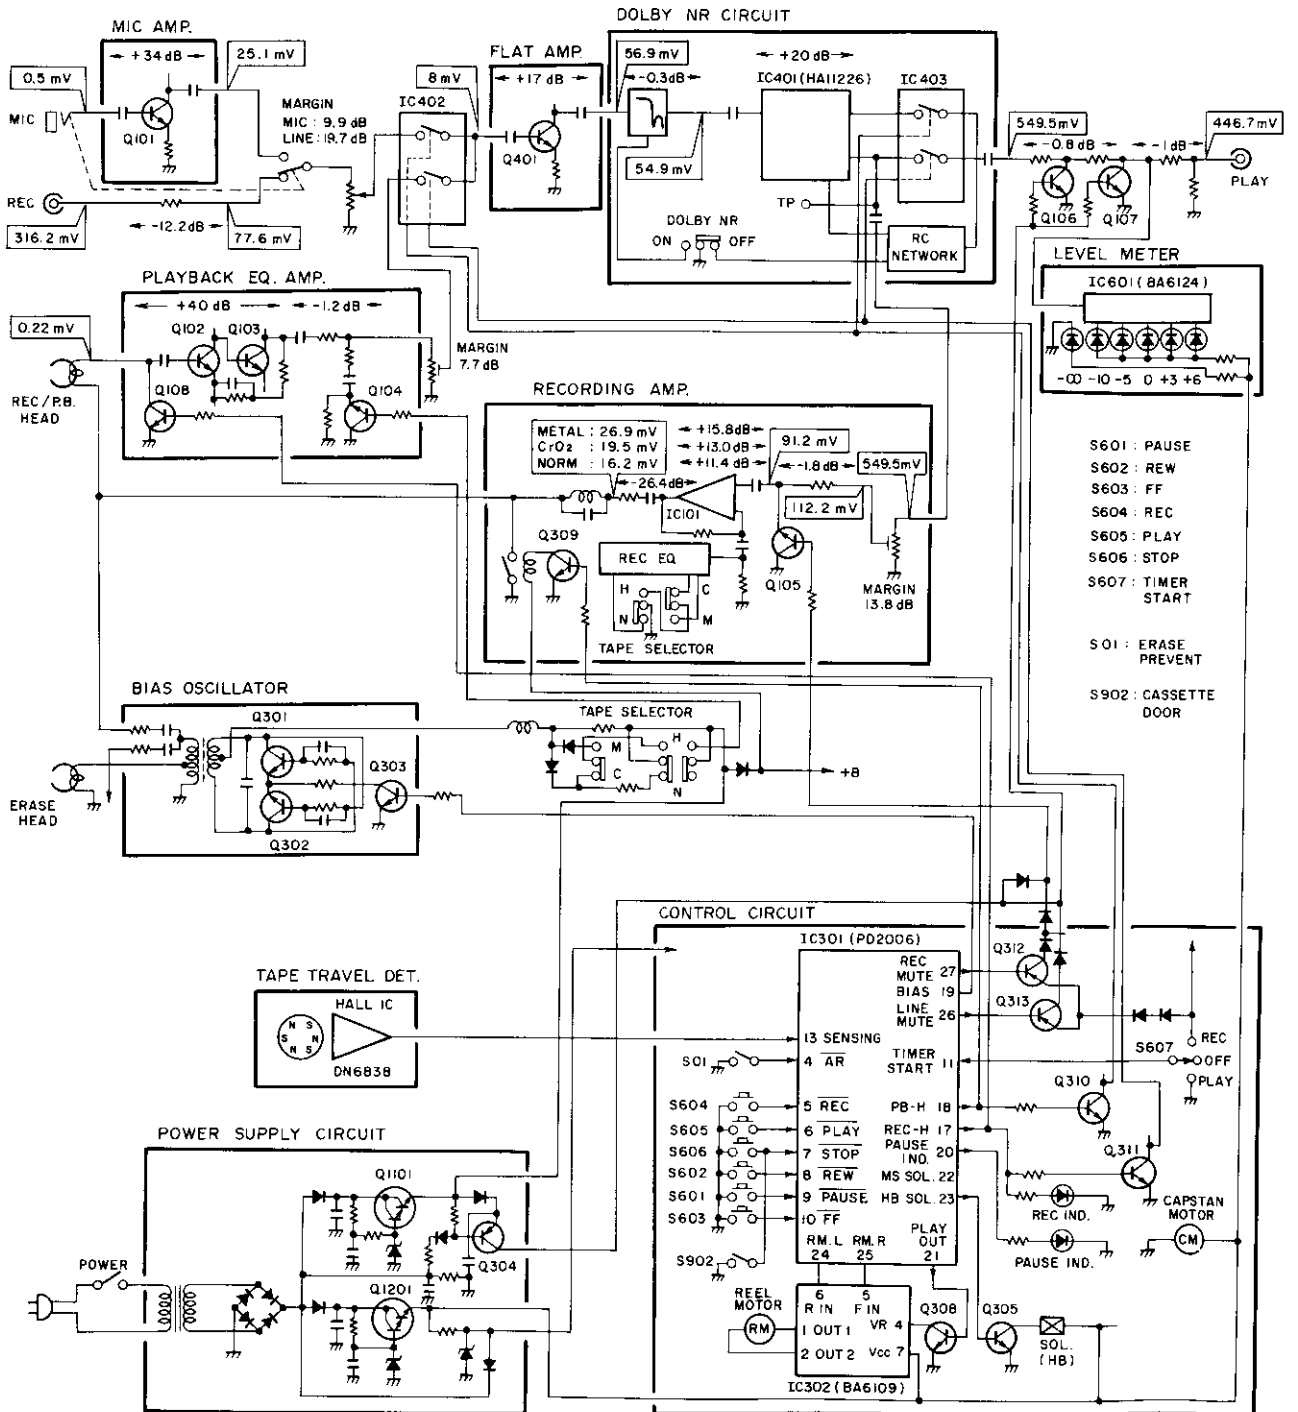 DOLBY NR CIRCUIT
MIC AMP.
+34 dB
25.1 mV
0.5 mV
MIC
Q101
MARGIN
MIC : 9.9 dB
LINE : 19.7 dB
REC
316.2 mV
-12.2dB
77.6 mV
FLAT AMP.
8 mV
+17 dB
IC402
Q401
56.9 mV
-0.3dB
+20 dB
IC401(HA11226)
IC403
54.9 mV
TP
DOLBY NR
ON
OFF
RC
NETWORK
549.5mV
-0.8 dB
-1 dB
446.7 mV
PLAY
Q106
Q107
LEVEL METER
IC601 (BA6124)
-∞ -10 -5 0 +3 +6
PLAYBACK EQ. AMP.
+40 dB
-1.2 dB
0.22 mV
Q102
Q103
Q108
Q104
REC/P.B.
HEAD
MARGIN
7.7 dB
RECORDING AMP.
METAL : 26.9 mV
CrO2 : 19.5 mV
NORM : 16.2 mV
+15.8dB
+13.0dB
+11.4 dB
91.2 mV
-1.8 dB
549.5mV
-26.4dB
IC101
112.2 mV
Q309
REC EQ
Q105
MARGIN
13.8 dB
H
C
N
M
TAPE SELECTOR
S601 : PAUSE
S602 : REW
S603 : FF
S604 : REC
S605 : PLAY
S606 : STOP
S607 : TIMER
START
S01 : ERASE
PREVENT
S902 : CASSETTE
DOOR
BIAS OSCILLATOR
Q301
Q303
Q302
ERASE
HEAD
TAPE SELECTOR
M
H
C
N
+B
CONTROL CIRCUIT
IC301 (PD2006)
REC
MUTE 27
BIAS 19
LINE
MUTE 26
Q312
Q313
TAPE TRAVEL DET.
HALL IC
N S
S N
N S
DN6838
13 SENSING
S01
4 AR
TIMER
START 11
S607
REC
OFF
PLAY
Q310
S604
5 REC
PB-H 18
S605
6 PLAY
REC-H 17
S606
7 STOP
PAUSE
IND. 20
Q311
S602
8 REW
MS SOL. 22
S601
9 PAUSE
HB SOL. 23
S603
10 FF
REC IND.
PAUSE IND.
CAPSTAN
MOTOR
CM
RM. L
24
RM. R
25
PLAY
OUT
21
S902
POWER SUPPLY CIRCUIT
Q1101
Q304
Q1201
POWER
REEL
MOTOR
RM
6
R IN
5
F IN
VR 4
1 OUT 1
2 OUT 2
Vcc 7
IC302 (BA6109)
Q308
Q305
SOL.
(HB)